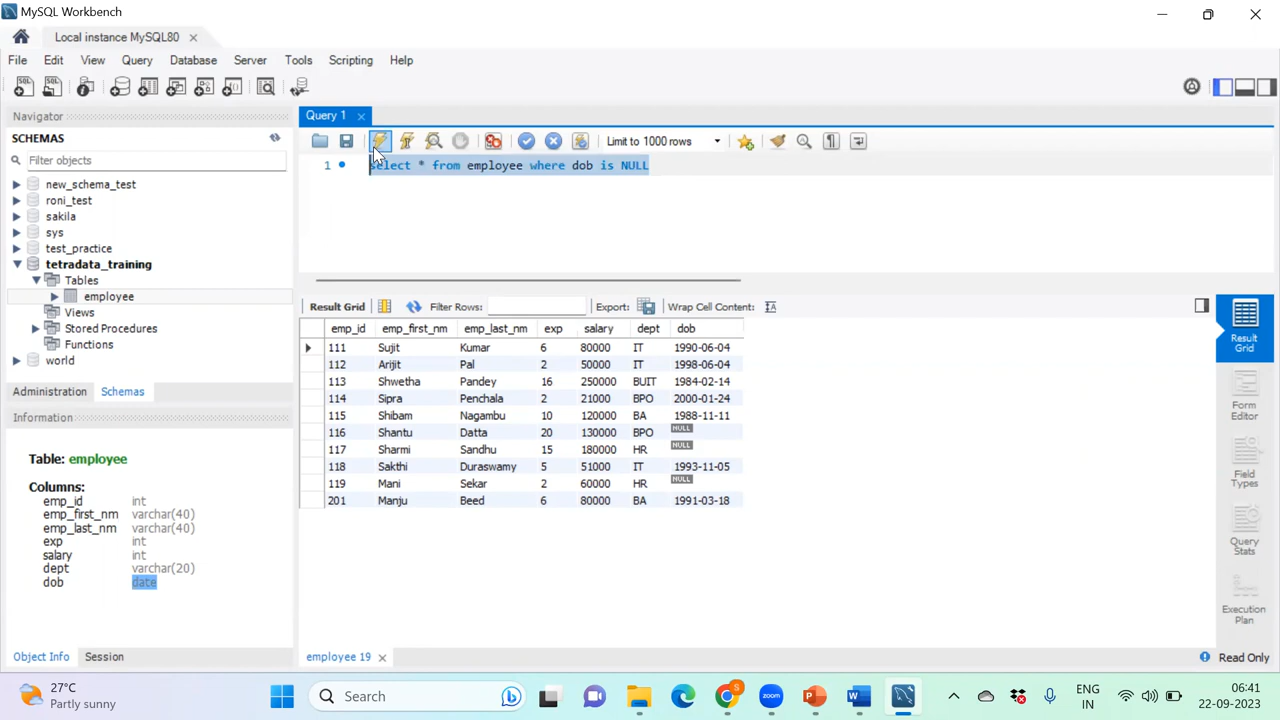 MySQL Workbench
Local instance MySQL80
File Edit View Query Database Server Tools Scripting Help
Navigator
Query 1
SCHEMAS
Limit to 1000 rows
Filter objects
1 select * from employee where dob is NULL
new_schema_test
roni_test
sakila
sys
test_practice
tetradata_training
Tables
employee
Views
Stored Procedures
Functions
world
Administration Schemas
Information
Table: employee
Columns:
emp_id int
emp_first_nm varchar(40)
emp_last_nm varchar(40)
exp int
salary int
dept varchar(20)
dob date
Object Info Session
Result Grid Filter Rows: Export: Wrap Cell Content:
emp_id emp_first_nm emp_last_nm exp salary dept dob
111 Sujit Kumar 6 80000 IT 1990-06-04
112 Arijit Pal 2 50000 IT 1998-06-04
113 Shwetha Pandey 16 250000 BUIT 1984-02-14
114 Sipra Penchala 2 21000 BPO 2000-01-24
115 Shibam Nagambu 10 120000 BA 1988-11-11
116 Shantu Datta 20 130000 BPO NULL
117 Sharmi Sandhu 15 180000 HR NULL
118 Sakthi Duraswamy 5 51000 IT 1993-11-05
119 Mani Sekar 2 60000 HR NULL
201 Manju Beed 6 80000 BA 1991-03-18
Result
Grid
Form
Editor
Field
Types
Query
Stats
Execution
Plan
employee 19
Read Only
27°C
Partly sunny
Search
zoom
S
ENG
IN
06:41
22-09-2023